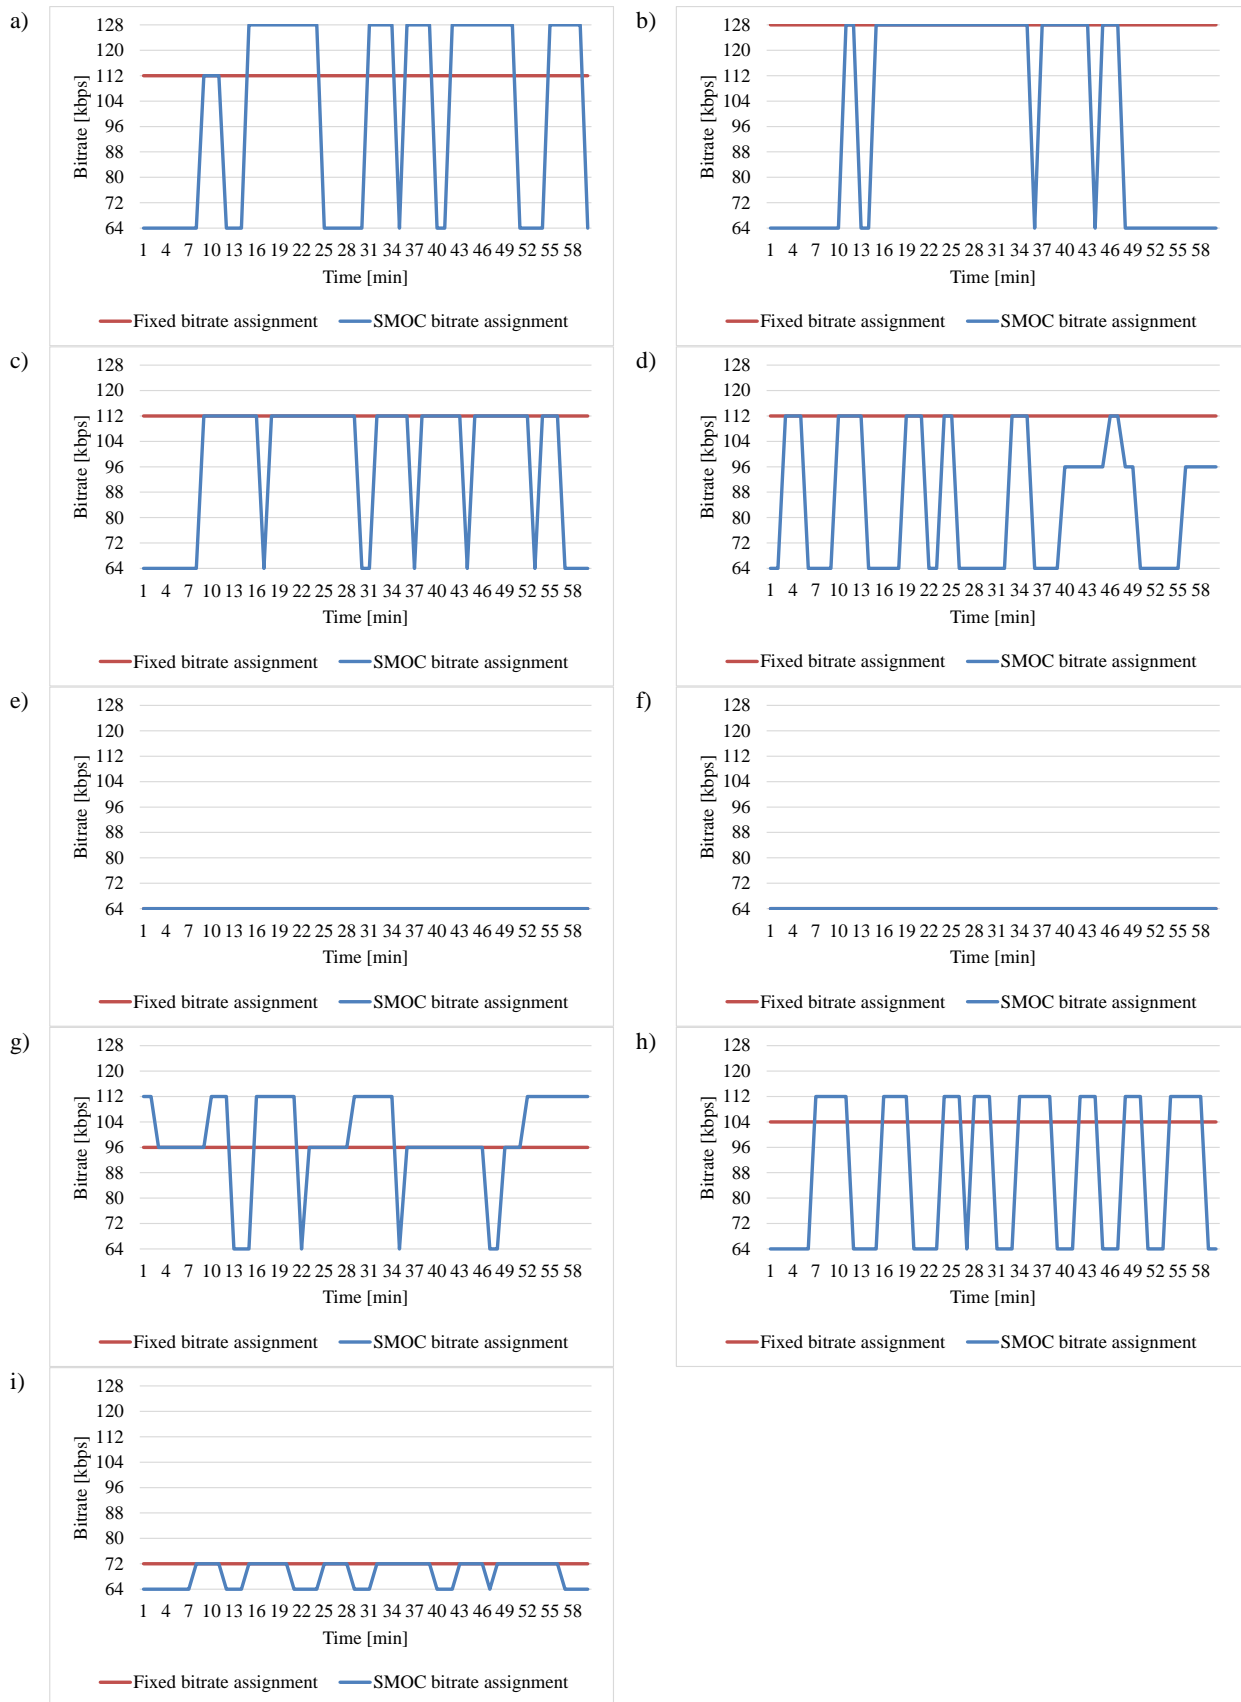 a)
Bitrate [kbps]
128
120
112
104
96
88
80
72
64
1 4 7 10 13 16 19 22 25 28 31 34 37 40 43 46 49 52 55 58
Time [min]
Fixed bitrate assignment SMOC bitrate assignment
b)
Bitrate [kbps]
128
120
112
104
96
88
80
72
64
1 4 7 10 13 16 19 22 25 28 31 34 37 40 43 46 49 52 55 58
Time [min]
Fixed bitrate assignment SMOC bitrate assignment
c)
Bitrate [kbps]
128
120
112
104
96
88
80
72
64
1 4 7 10 13 16 19 22 25 28 31 34 37 40 43 46 49 52 55 58
Time [min]
Fixed bitrate assignment SMOC bitrate assignment
d)
Bitrate [kbps]
128
120
112
104
96
88
80
72
64
1 4 7 10 13 16 19 22 25 28 31 34 37 40 43 46 49 52 55 58
Time [min]
Fixed bitrate assignment SMOC bitrate assignment
e)
Bitrate [kbps]
128
120
112
104
96
88
80
72
64
1 4 7 10 13 16 19 22 25 28 31 34 37 40 43 46 49 52 55 58
Time [min]
Fixed bitrate assignment SMOC bitrate assignment
f)
Bitrate [kbps]
128
120
112
104
96
88
80
72
64
1 4 7 10 13 16 19 22 25 28 31 34 37 40 43 46 49 52 55 58
Time [min]
Fixed bitrate assignment SMOC bitrate assignment
g)
Bitrate [kbps]
128
120
112
104
96
88
80
72
64
1 4 7 10 13 16 19 22 25 28 31 34 37 40 43 46 49 52 55 58
Time [min]
Fixed bitrate assignment SMOC bitrate assignment
h)
Bitrate [kbps]
128
120
112
104
96
88
80
72
64
1 4 7 10 13 16 19 22 25 28 31 34 37 40 43 46 49 52 55 58
Time [min]
Fixed bitrate assignment SMOC bitrate assignment
i)
Bitrate [kbps]
128
120
112
104
96
88
80
72
64
1 4 7 10 13 16 19 22 25 28 31 34 37 40 43 46 49 52 55 58
Time [min]
Fixed bitrate assignment SMOC bitrate assignment